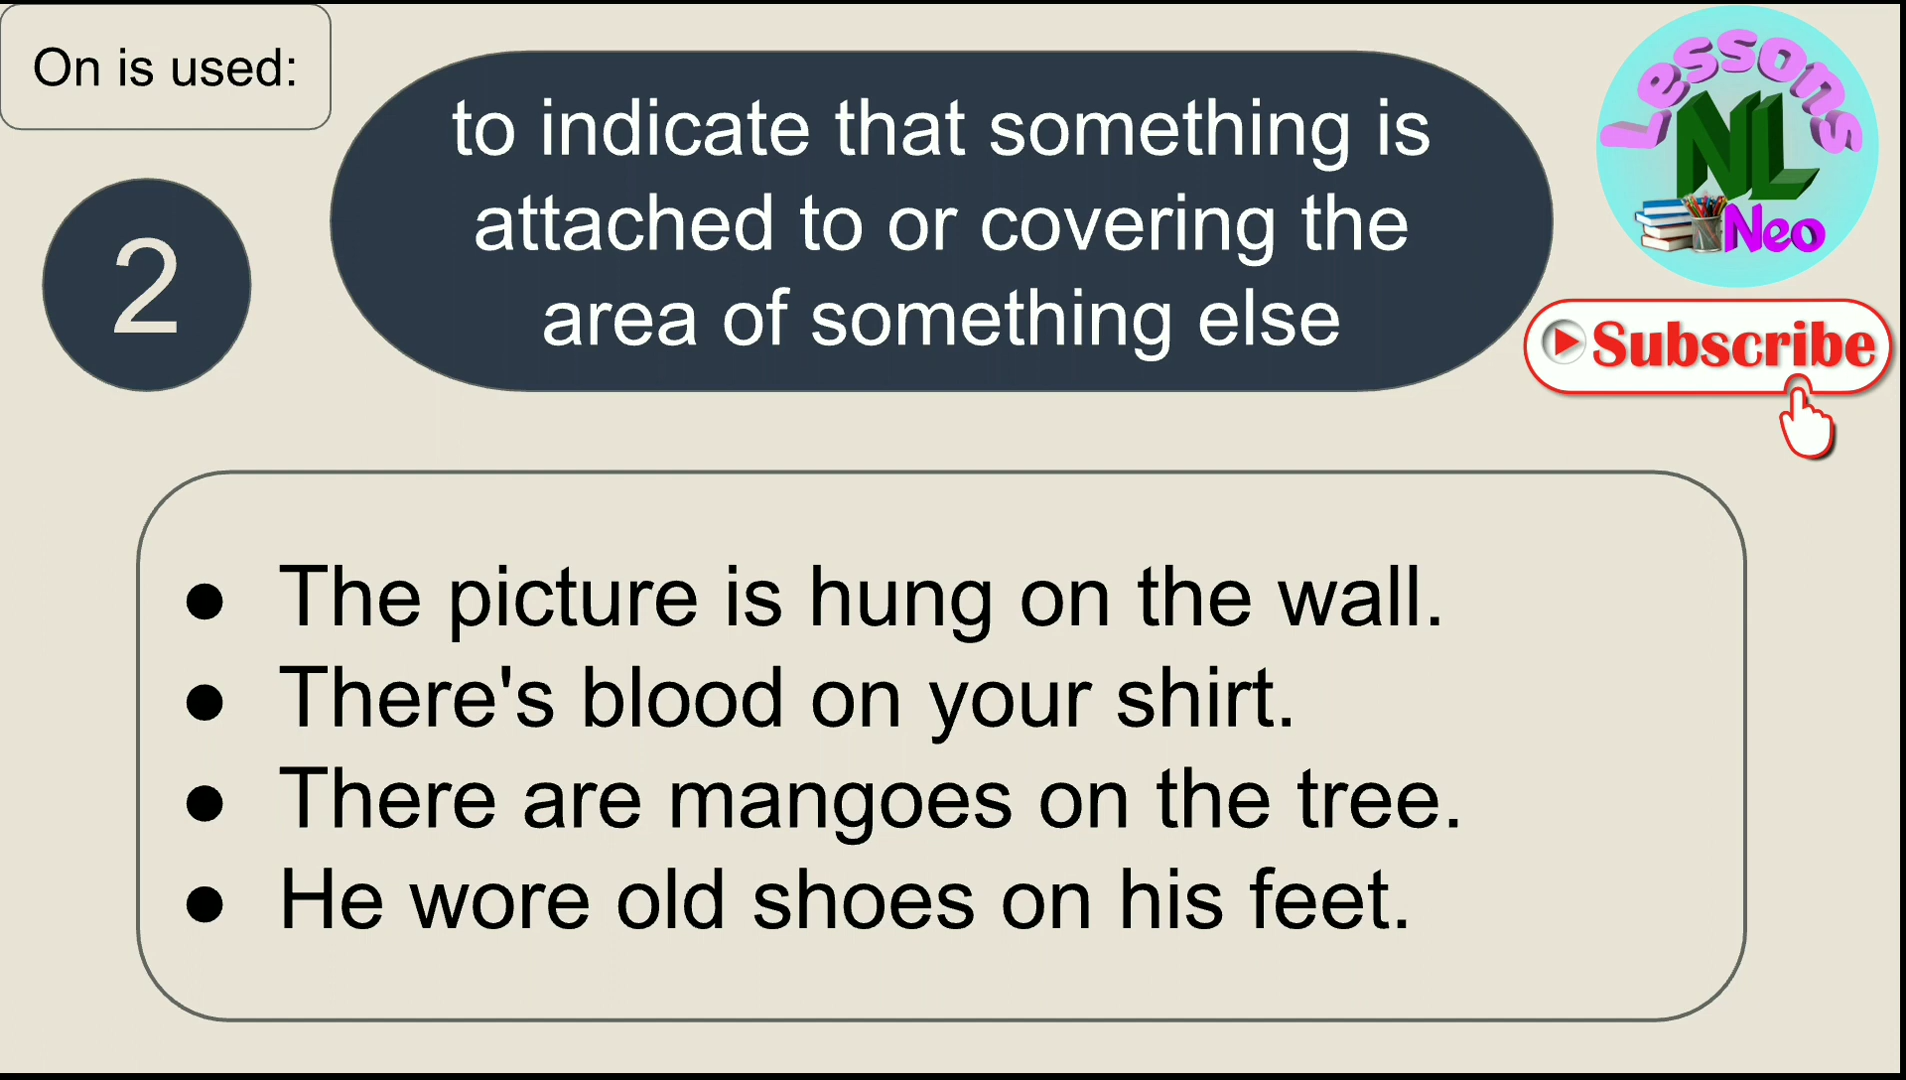 On is used:
2
to indicate that something is
attached to or covering the
area of something else
Lessons
NL
Neo
Subscribe
● The picture is hung on the wall.
● There's blood on your shirt.
● There are mangoes on the tree.
● He wore old shoes on his feet.